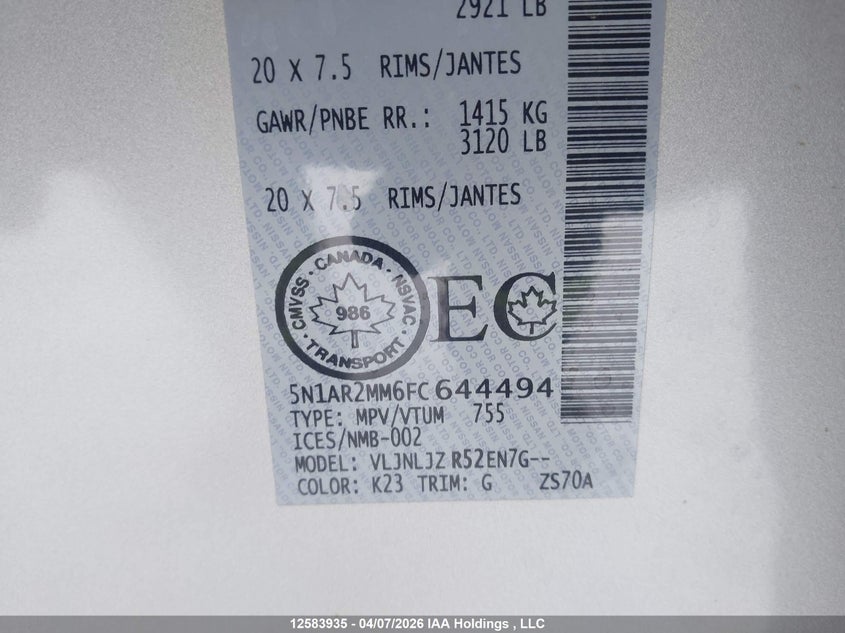 2921 LB
20 X 7.5 RIMS/JANTES
GAWR/PNBE RR.: 1415 KG
3120 LB
20 X 7.5 RIMS/JANTES
CMVSS · CANADA · NSVAC · TRANSPORT ·
986
EC
5N1AR2MM6FC644494
TYPE: MPV/VTUM 755
ICES/NMB-002
MODEL: VLJNLJZ R52EN7G--
COLOR: K23 TRIM: G ZS70A
12583935 - 04/07/2026 IAA Holdings , LLC